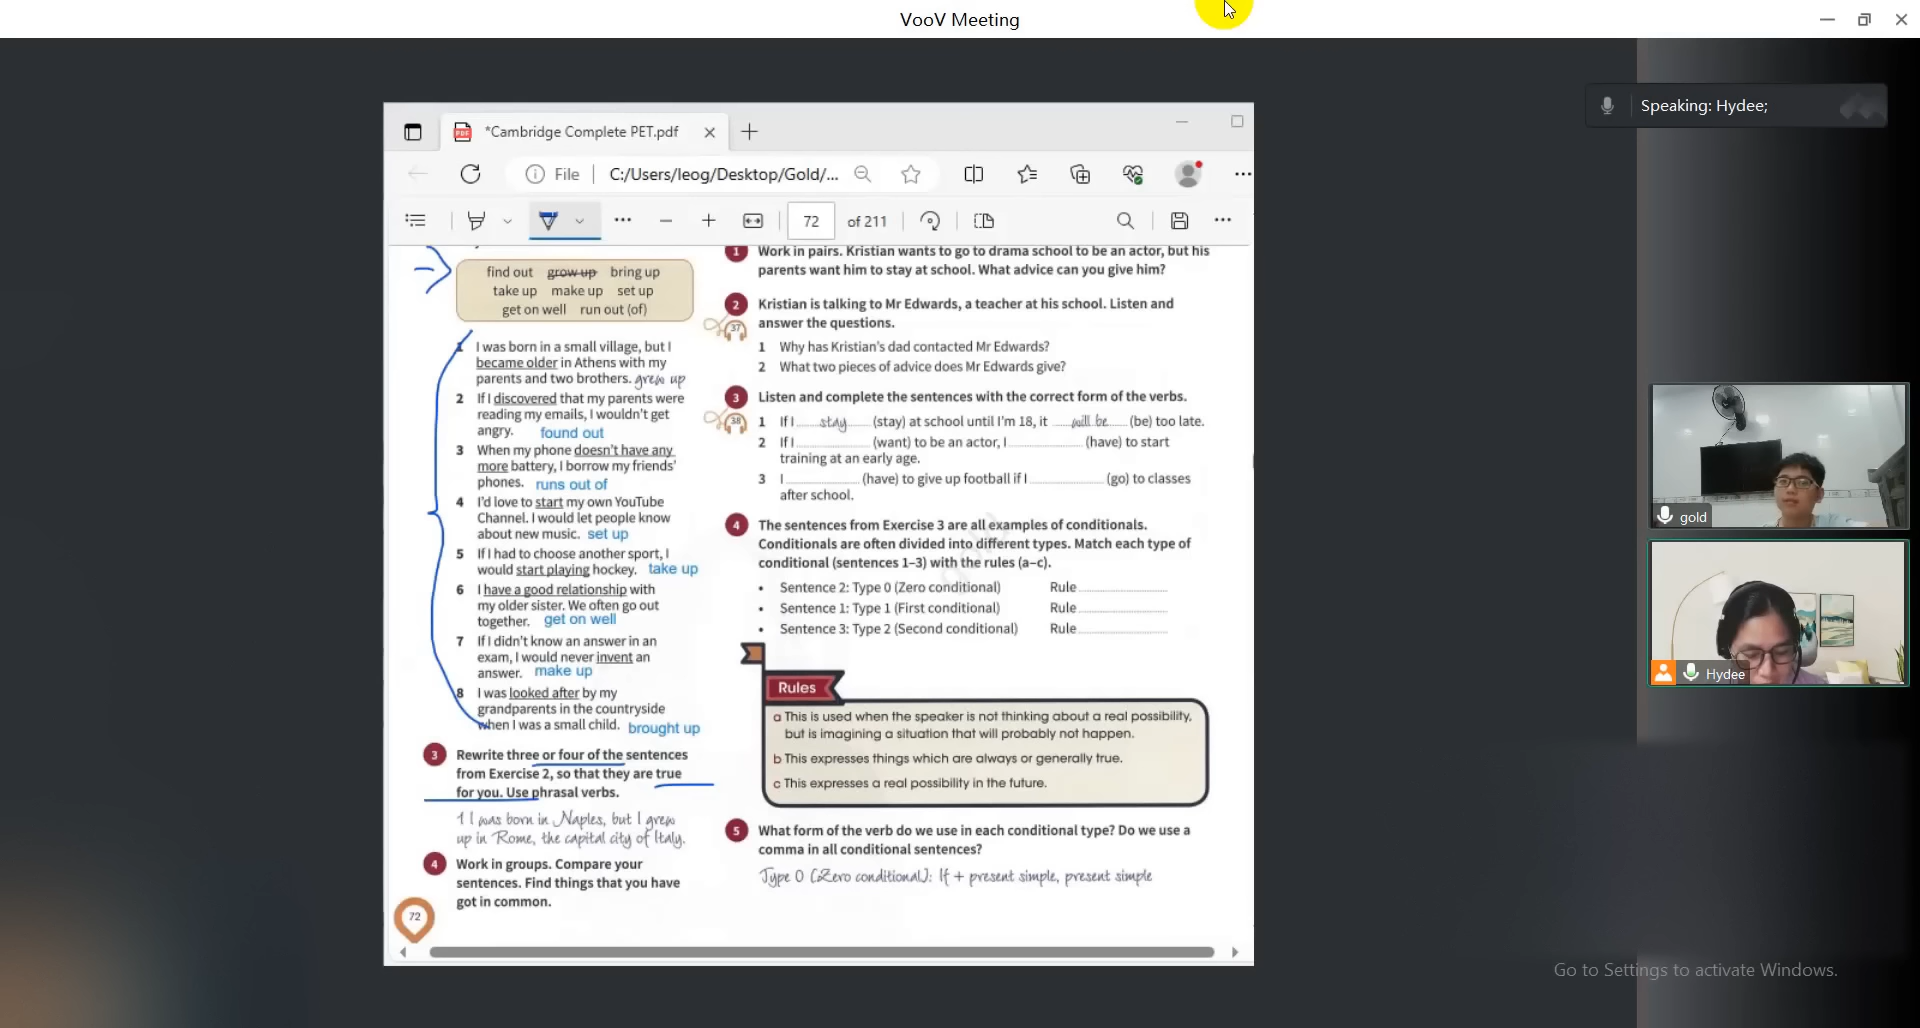 VooV Meeting
Speaking: Hydee;
*Cambridge Complete PET.pdf
File
C:/Users/leog/Desktop/Gold/...
72 of 211
find out grow up bring up
take up make up set up
get on well run out (of)
1 I was born in a small village, but I
became older in Athens with my
parents and two brothers. grew up
2 If I discovered that my parents were
reading my emails, I wouldn't get
angry. found out
3 When my phone doesn't have any
more battery, I borrow my friends'
phones. runs out of
4 I'd love to start my own YouTube
Channel. I would let people know
about new music. set up
5 If I had to choose another sport, I
would start playing hockey. take up
6 I have a good relationship with
my older sister. We often go out
together. get on well
7 If I didn't know an answer in an
exam, I would never invent an
answer. make up
8 I was looked after by my
grandparents in the countryside
when I was a small child. brought up
3 Rewrite three or four of the sentences
from Exercise 2, so that they are true
for you. Use phrasal verbs.
1 I was born in Naples, but I grew
up in Rome, the capital city of Italy.
4 Work in groups. Compare your
sentences. Find things that you have
got in common.
72
1 Work in pairs. Kristian wants to go to drama school to be an actor, but his
parents want him to stay at school. What advice can you give him?
2 Kristian is talking to Mr Edwards, a teacher at his school. Listen and
answer the questions.
37
1 Why has Kristian's dad contacted Mr Edwards?
2 What two pieces of advice does Mr Edwards give?
3 Listen and complete the sentences with the correct form of the verbs.
38
1 If I stay (stay) at school until I'm 18, it will be (be) too late.
2 If I (want) to be an actor, I (have) to start
training at an early age.
3 I (have) to give up football if I (go) to classes
after school.
4 The sentences from Exercise 3 are all examples of conditionals.
Conditionals are often divided into different types. Match each type of
conditional (sentences 1–3) with the rules (a–c).
• Sentence 2: Type 0 (Zero conditional) Rule
• Sentence 1: Type 1 (First conditional) Rule
• Sentence 3: Type 2 (Second conditional) Rule
Rules
a This is used when the speaker is not thinking about a real possibility,
but is imagining a situation that will probably not happen.
b This expresses things which are always or generally true.
c This expresses a real possibility in the future.
5 What form of the verb do we use in each conditional type? Do we use a
comma in all conditional sentences?
Type 0 (Zero conditional): If + present simple, present simple
gold
Hydee
Go to Settings to activate Windows.